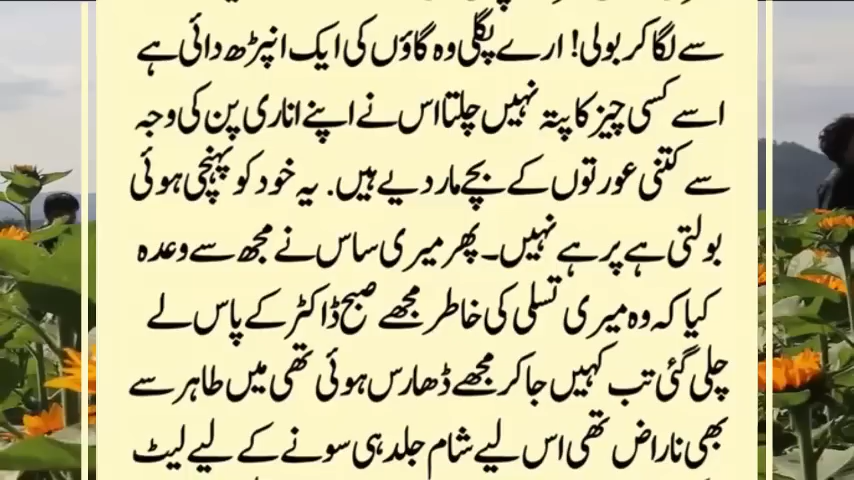 سے لگا کر بولی! ارے پگلی وہ گاؤں کی ایک انپڑھ دائی ہے
اسے کسی چیز کا پتہ نہیں چلتا اس نے اپنے اناری پن کی وجہ
سے کتنی عورتوں کے بچے مار دیے ہیں. یہ خود کو پہنچی ہوئی
بولتی ہے پر ہے نہیں۔ پھر میری ساس نے مجھ سے وعدہ
کیا کہ وہ میری تسلی کی خاطر مجھے صبح ڈاکٹر کے پاس لے
چلی گئی تب کہیں جا کر مجھے ڈھارس ہوئی تھی میں طاہر سے
بھی ناراض تھی اس لیے شام جلد ہی سونے کے لیے لیٹ